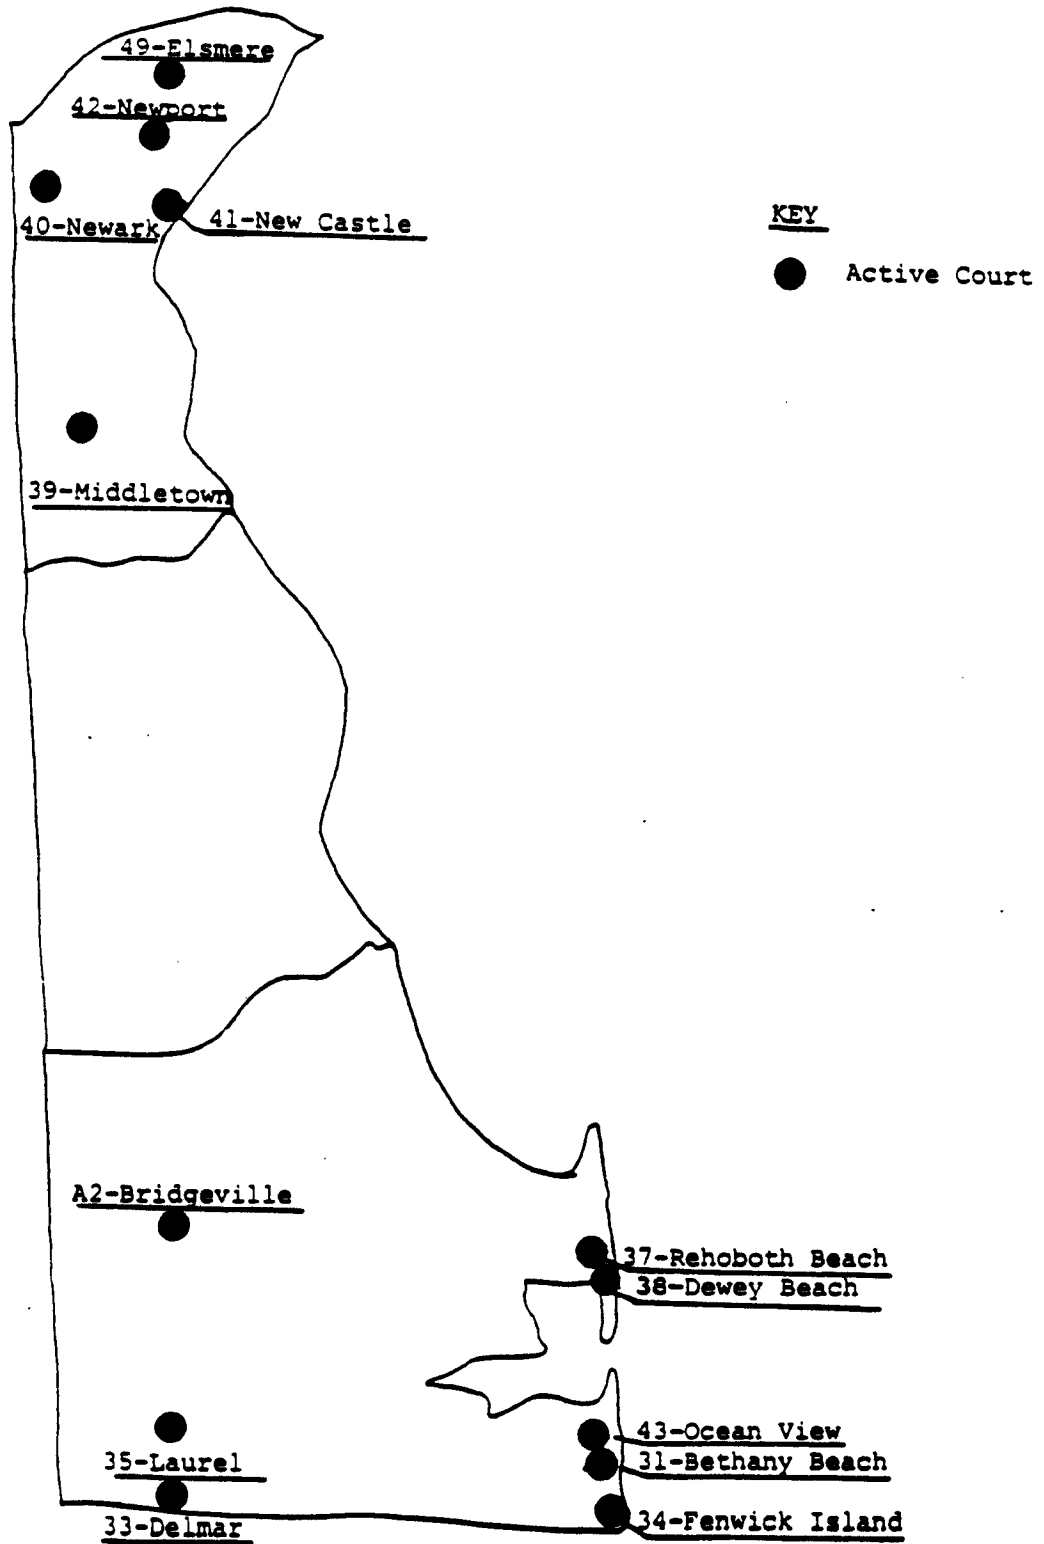 49-Elsmere
42-Newport
40-Newark
41-New Castle
KEY
Active Court
39-Middletown
A2-Bridgeville
37-Rehoboth Beach
38-Dewey Beach
43-Ocean View
35-Laurel
31-Bethany Beach
33-Delmar
34-Fenwick Island